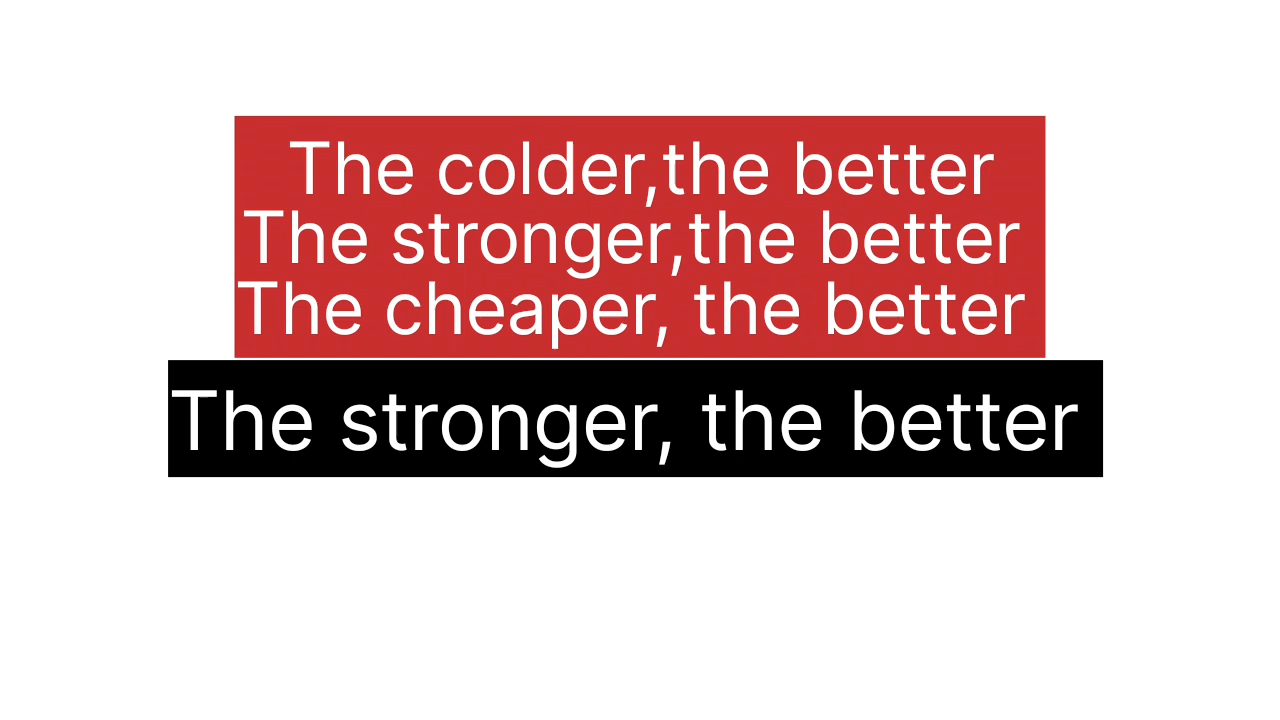 The colder,the better
The stronger,the better
The cheaper, the better
The stronger, the better